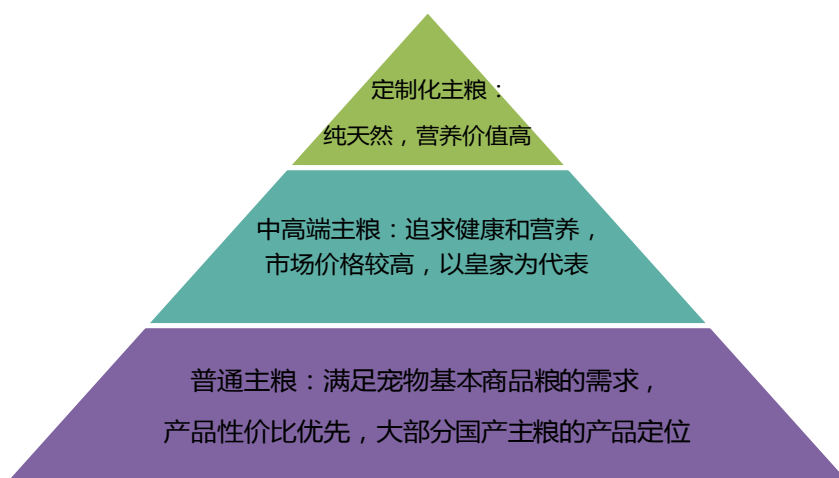 定制化主粮：
纯天然，营养价值高
中高端主粮：追求健康和营养，
市场价格较高，以皇家为代表
普通主粮：满足宠物基本商品粮的需求，
产品性价比优先，大部分国产主粮的产品定位